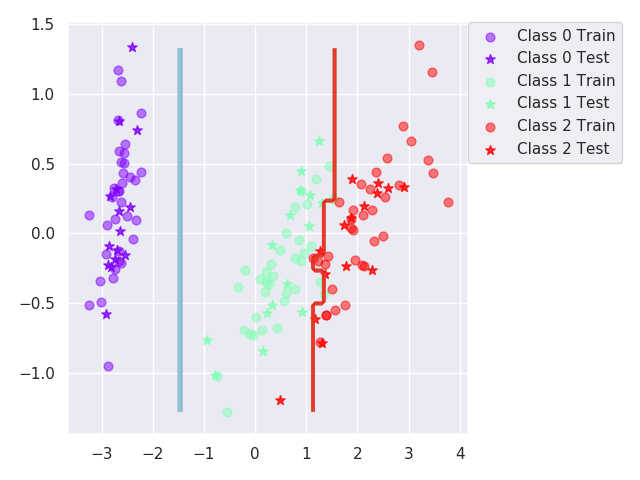 1.5
1.0
0.5
0.0
−0.5
−1.0
−3 −2 −1 0 1 2 3 4
Class 0 Train
Class 0 Test
Class 1 Train
Class 1 Test
Class 2 Train
Class 2 Test